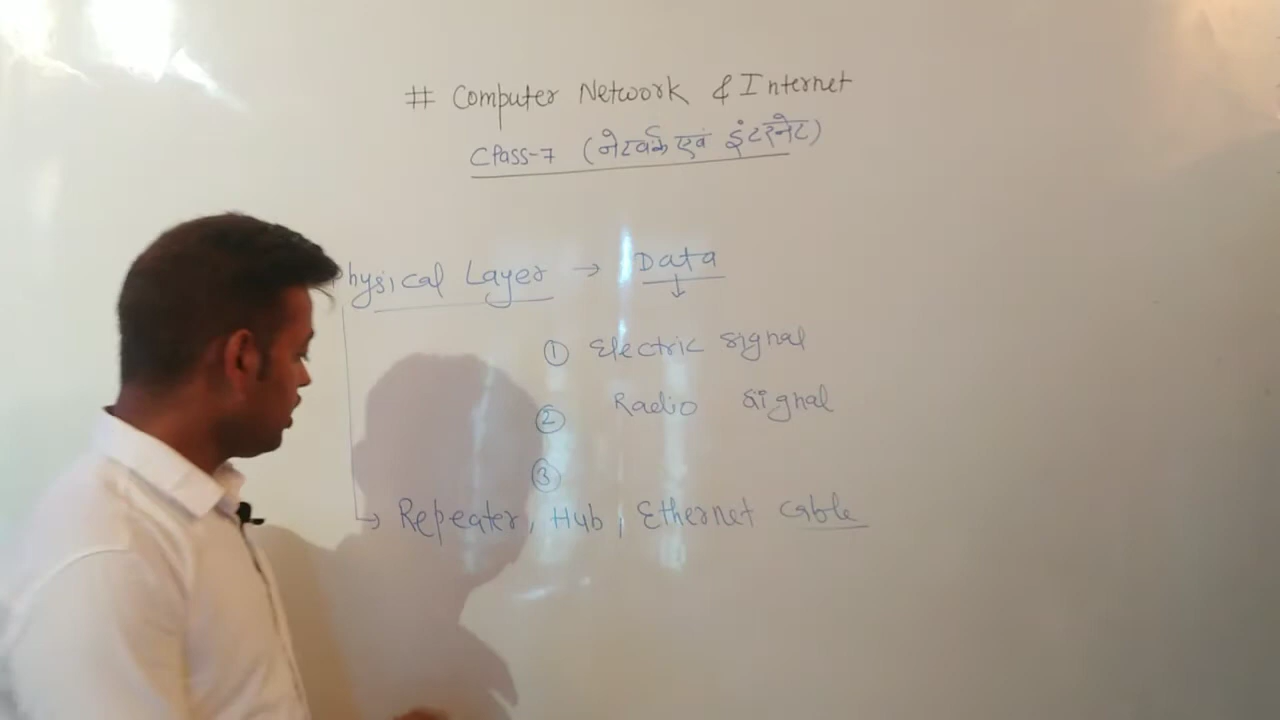 # Computer Network & Internet
Class-7 (नेटवर्क एवं इंटरनेट)
Physical Layer → Data
↓
① Electric signal
② Radio signal
③
→ Repeater, Hub, Ethernet cable